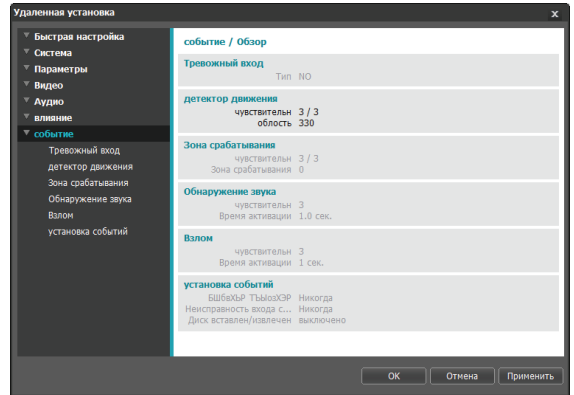 Удаленная установка x
Быстрая настройка
Система
Параметры
Видео
Аудио
влияние
событие
Тревожный вход
детектор движения
Зона срабатывания
Обнаружение звука
Взлом
установка событий
событие / Обзор
Тревожный вход
Тип NO
детектор движения
чувствительн 3 / 3
облость 330
Зона срабатывания
чувствительн 3 / 3
Зона срабатывания 0
Обнаружение звука
чувствительн 3
Время активации 1.0 сек.
Взлом
чувствительн 3
Время активации 1 сек.
установка событий
Никогда
Неисправность входа с... Никогда
Диск вставлен/извлечен выключено
OK Отмена Применить